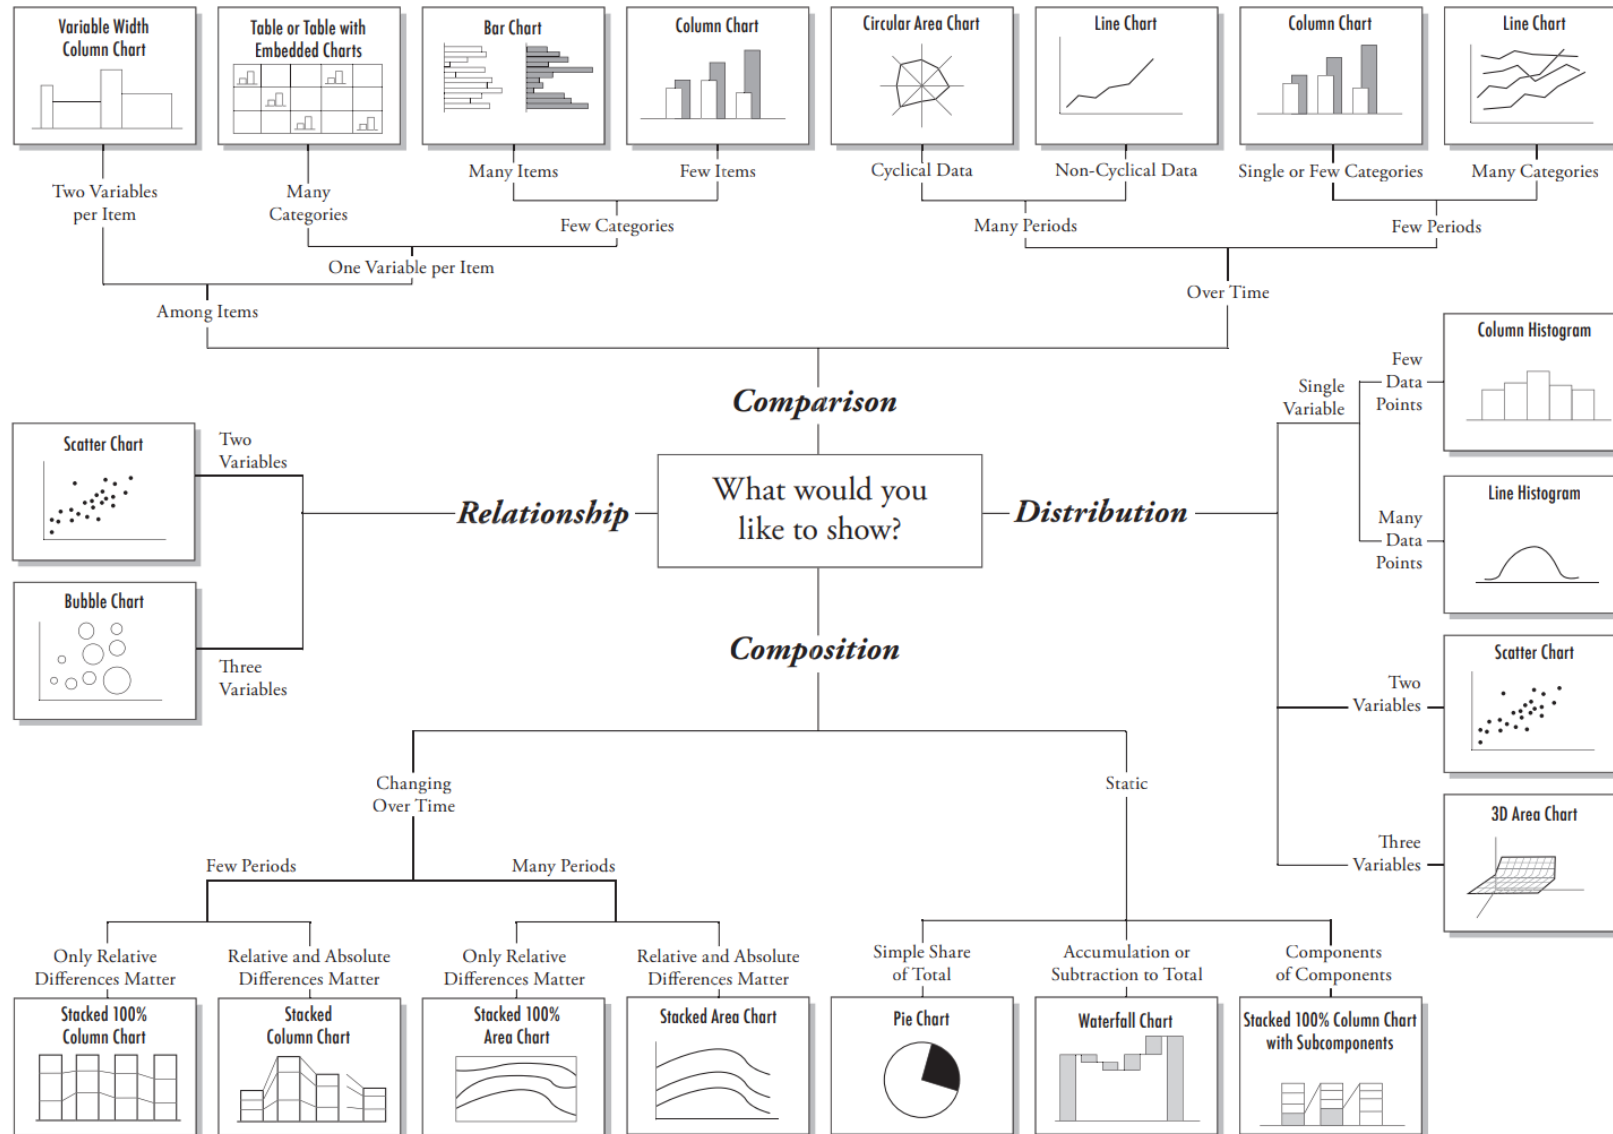 Variable Width
Column Chart
Table or Table with
Embedded Charts
Bar Chart
Column Chart
Circular Area Chart
Line Chart
Column Chart
Line Chart
Two Variables
per Item
Many
Categories
Many Items
Few Items
Cyclical Data
Non-Cyclical Data
Single or Few Categories
Many Categories
Few Categories
Many Periods
Few Periods
One Variable per Item
Over Time
Among Items
Comparison
Relationship
What would you
like to show?
Distribution
Composition
Two
Variables
Scatter Chart
Three
Variables
Bubble Chart
Single
Variable
Few
Data
Points
Column Histogram
Many
Data
Points
Line Histogram
Two
Variables
Scatter Chart
Three
Variables
3D Area Chart
Changing
Over Time
Static
Few Periods
Many Periods
Only Relative
Differences Matter
Relative and Absolute
Differences Matter
Only Relative
Differences Matter
Relative and Absolute
Differences Matter
Simple Share
of Total
Accumulation or
Subtraction to Total
Components
of Components
Stacked 100%
Column Chart
Stacked
Column Chart
Stacked 100%
Area Chart
Stacked Area Chart
Pie Chart
Waterfall Chart
Stacked 100% Column Chart
with Subcomponents